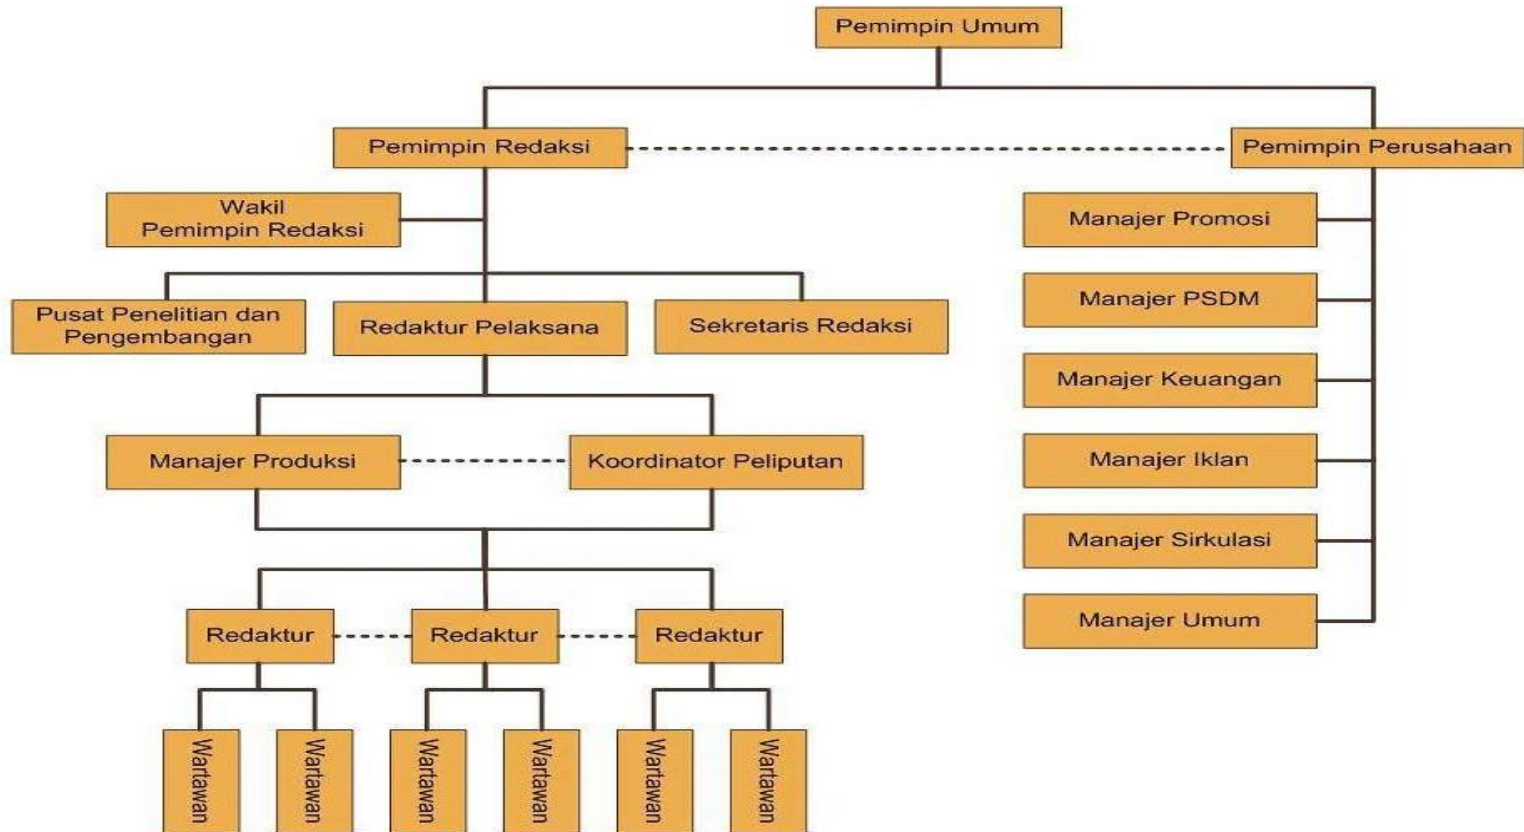 Pemimpin Umum
Pemimpin Redaksi
Pemimpin Perusahaan
Wakil
Pemimpin Redaksi
Manajer Promosi
Pusat Penelitian dan
Pengembangan
Redaktur Pelaksana
Sekretaris Redaksi
Manajer PSDM
Manajer Keuangan
Manajer Produksi
Koordinator Peliputan
Manajer Iklan
Manajer Sirkulasi
Redaktur
Redaktur
Redaktur
Manajer Umum
Wartawan
Wartawan
Wartawan
Wartawan
Wartawan
Wartawan